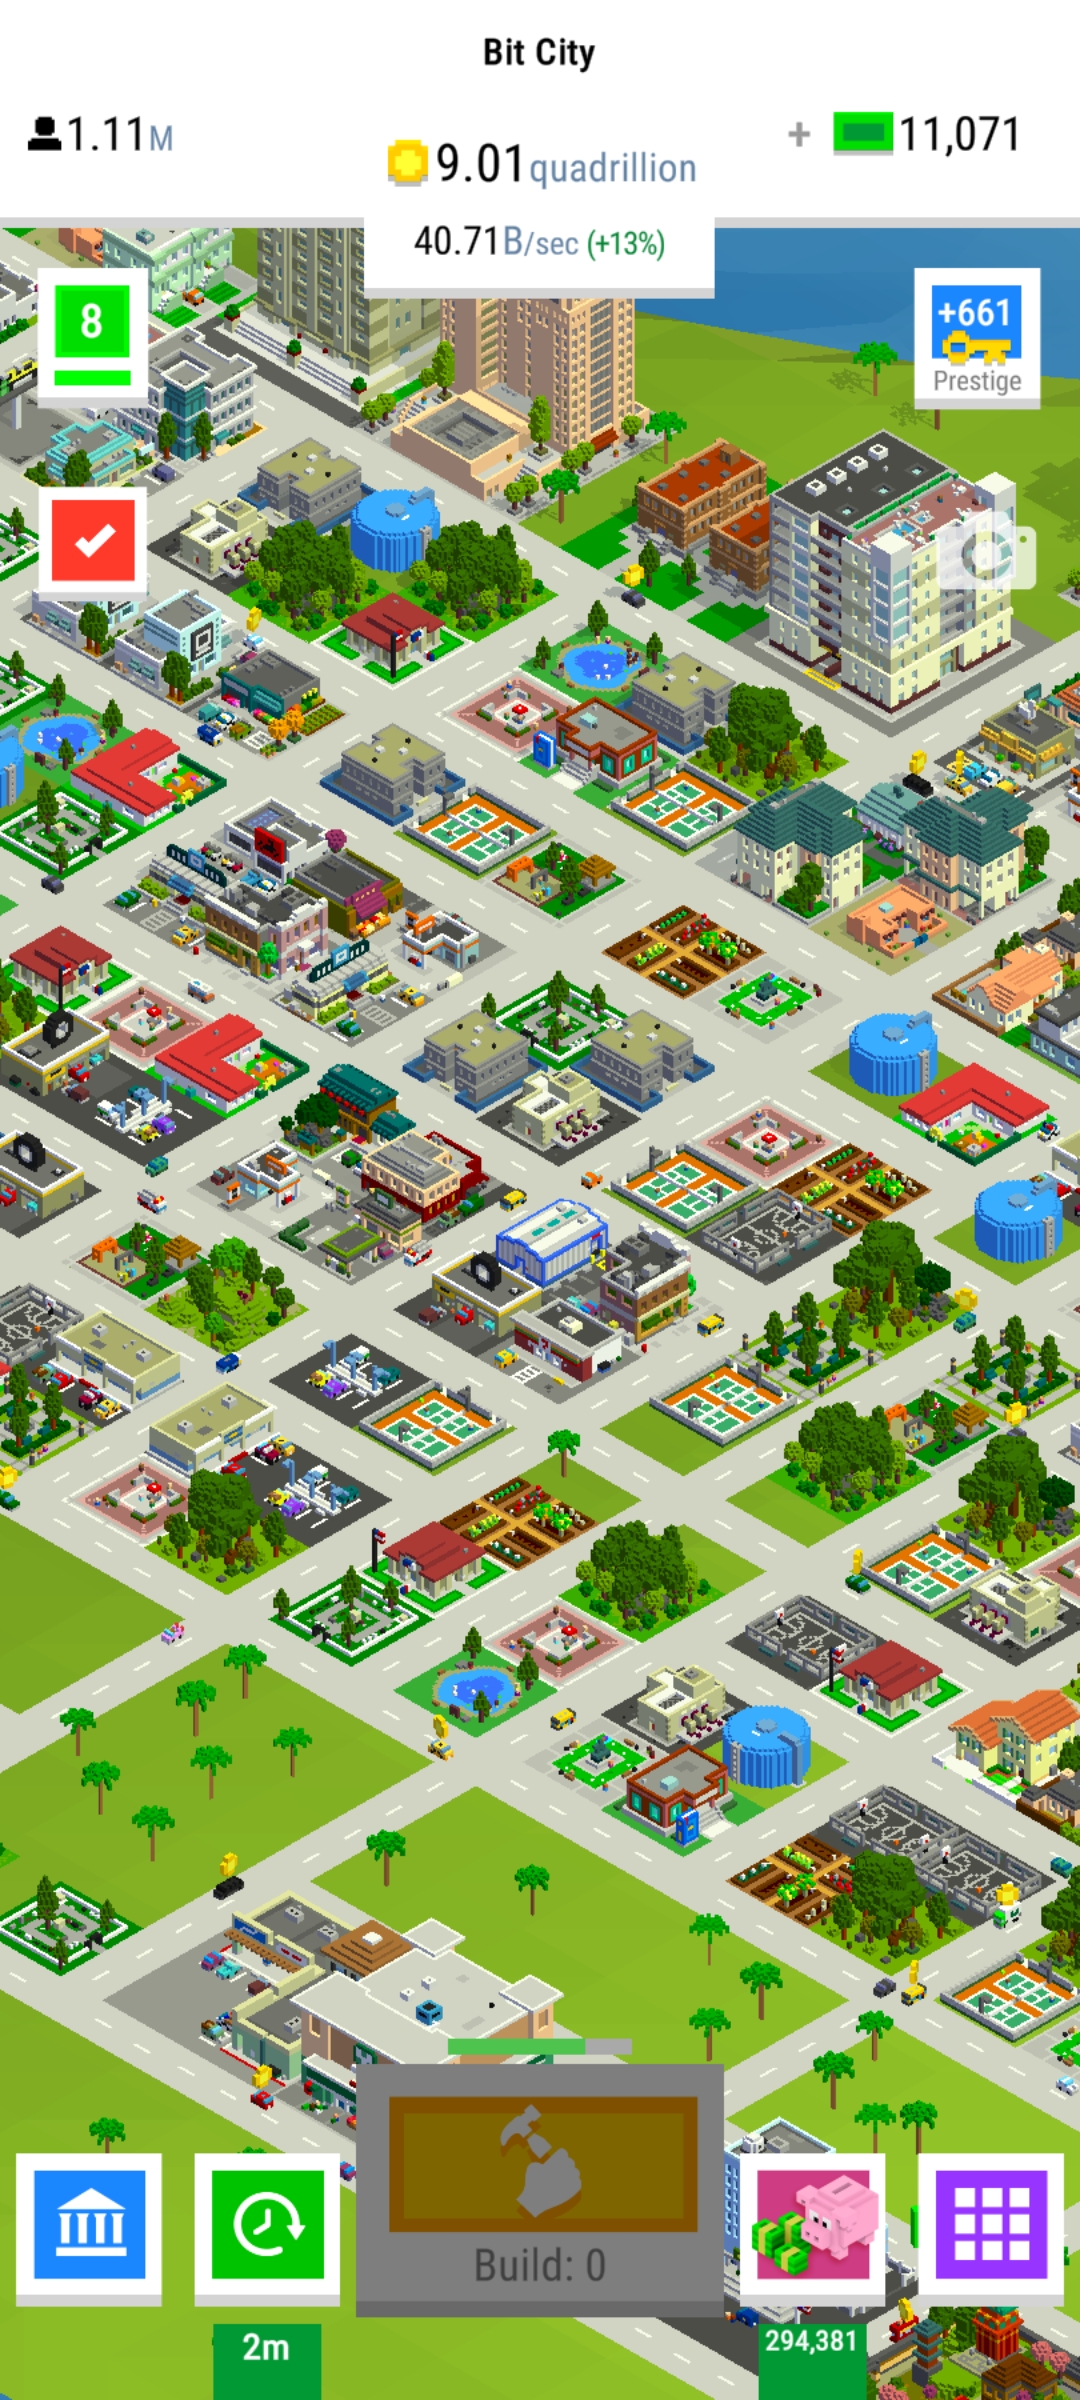 Bit City
1.11M
9.01quadrillion
+ 11,071
40.71B/sec (+13%)
8
+661
Prestige
Build: 0
2m
294,381